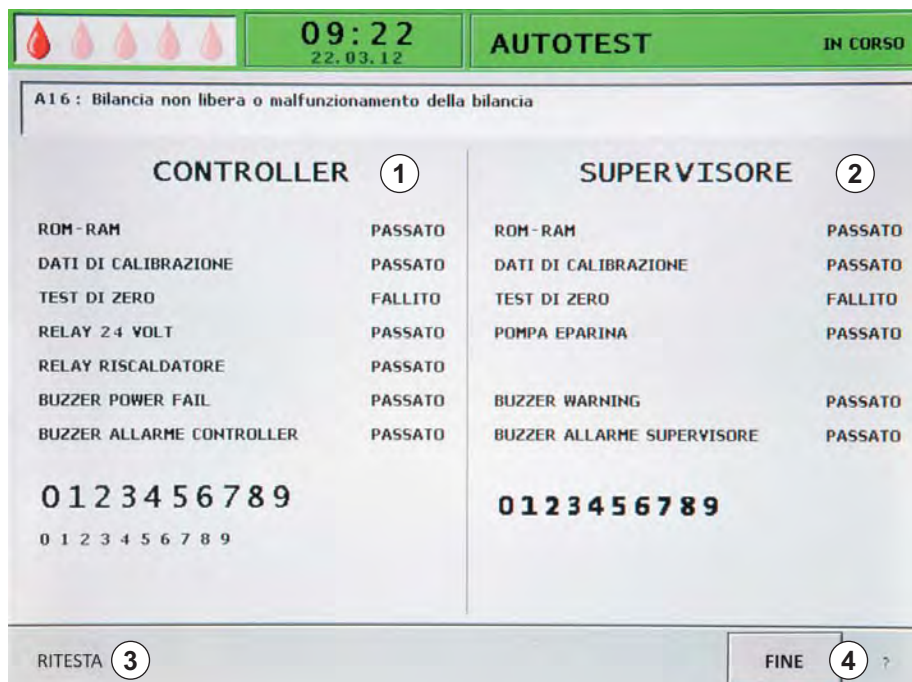 09:22
22.03.12
AUTOTEST
IN CORSO
A16: Bilancia non libera o malfunzionamento della bilancia
CONTROLLER 1
ROM-RAM PASSATO
DATI DI CALIBRAZIONE PASSATO
TEST DI ZERO FALLITO
RELAY 24 VOLT PASSATO
RELAY RISCALDATORE PASSATO
BUZZER POWER FAIL PASSATO
BUZZER ALLARME CONTROLLER PASSATO
0123456789
0 1 2 3 4 5 6 7 8 9
SUPERVISORE 2
ROM-RAM PASSATO
DATI DI CALIBRAZIONE PASSATO
TEST DI ZERO FALLITO
POMPA EPARINA PASSATO
BUZZER WARNING PASSATO
BUZZER ALLARME SUPERVISORE PASSATO
0123456789
RITESTA 3
FINE 4
?